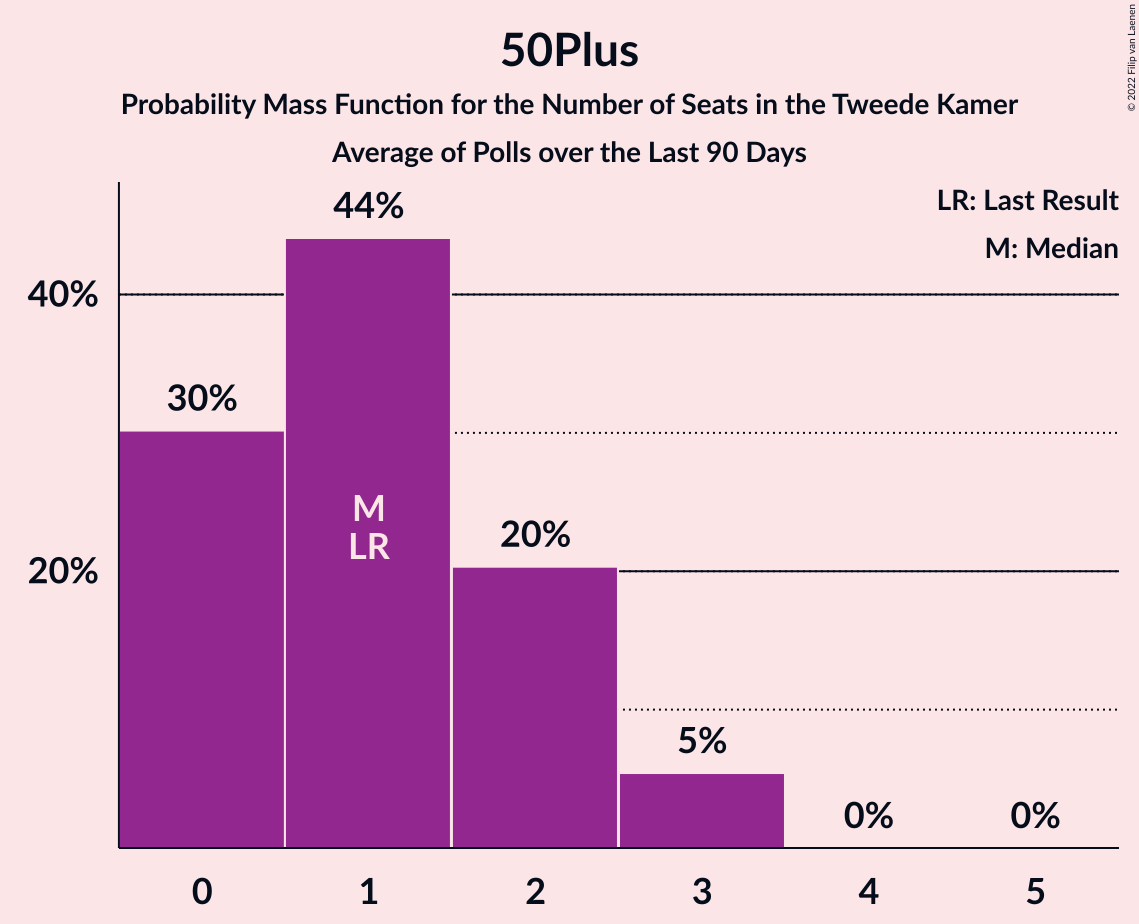 50Plus
Probability Mass Function for the Number of Seats in the Tweede Kamer
Average of Polls over the Last 90 Days
© 2022 Filip van Laenen
LR: Last Result
M: Median
40%
20%
30%
44%
20%
5%
0%
0%
M
LR
0
1
2
3
4
5